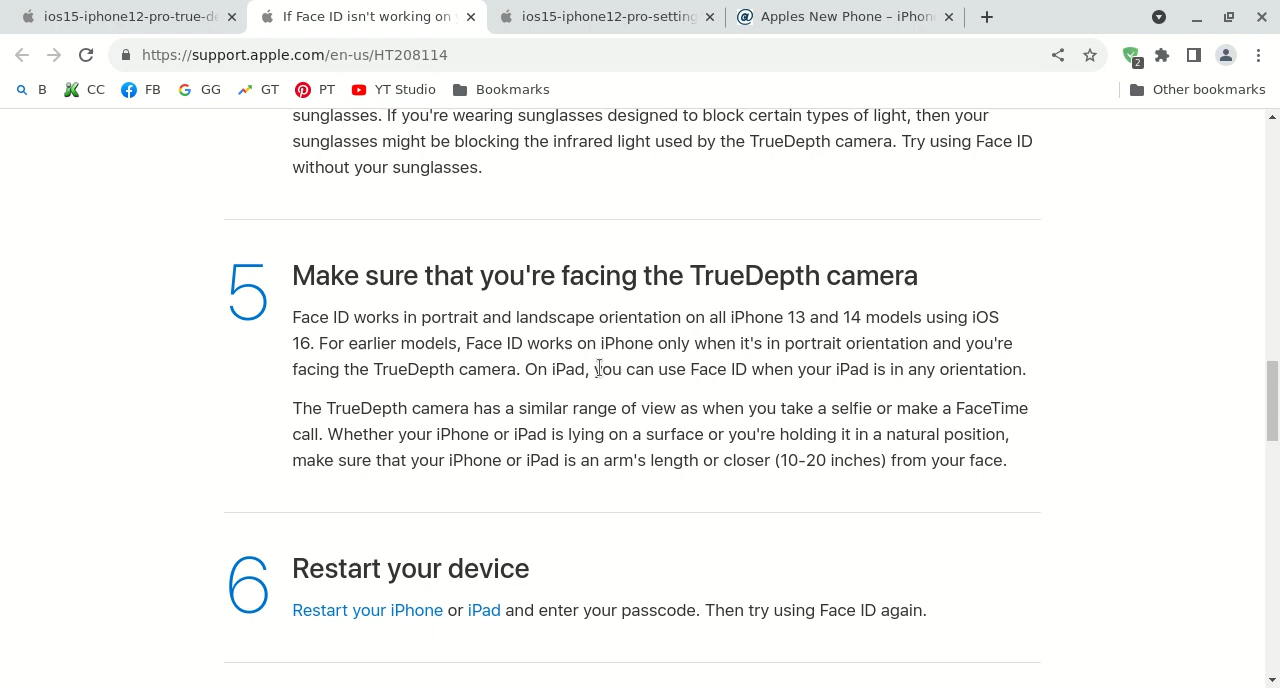 ios15-iphone12-pro-true-de
If Face ID isn't working on
ios15-iphone12-pro-setting
Apples New Phone – iPhon
https://support.apple.com/en-us/HT208114
2
B
CC
FB
GG
GT
PT
YT Studio
Bookmarks
Other bookmarks
sunglasses. If you're wearing sunglasses designed to block certain types of light, then your
sunglasses might be blocking the infrared light used by the TrueDepth camera. Try using Face ID
without your sunglasses.
5
Make sure that you're facing the TrueDepth camera
Face ID works in portrait and landscape orientation on all iPhone 13 and 14 models using iOS
16. For earlier models, Face ID works on iPhone only when it's in portrait orientation and you're
facing the TrueDepth camera. On iPad, you can use Face ID when your iPad is in any orientation.
The TrueDepth camera has a similar range of view as when you take a selfie or make a FaceTime
call. Whether your iPhone or iPad is lying on a surface or you're holding it in a natural position,
make sure that your iPhone or iPad is an arm's length or closer (10-20 inches) from your face.
6
Restart your device
Restart your iPhone or iPad and enter your passcode. Then try using Face ID again.